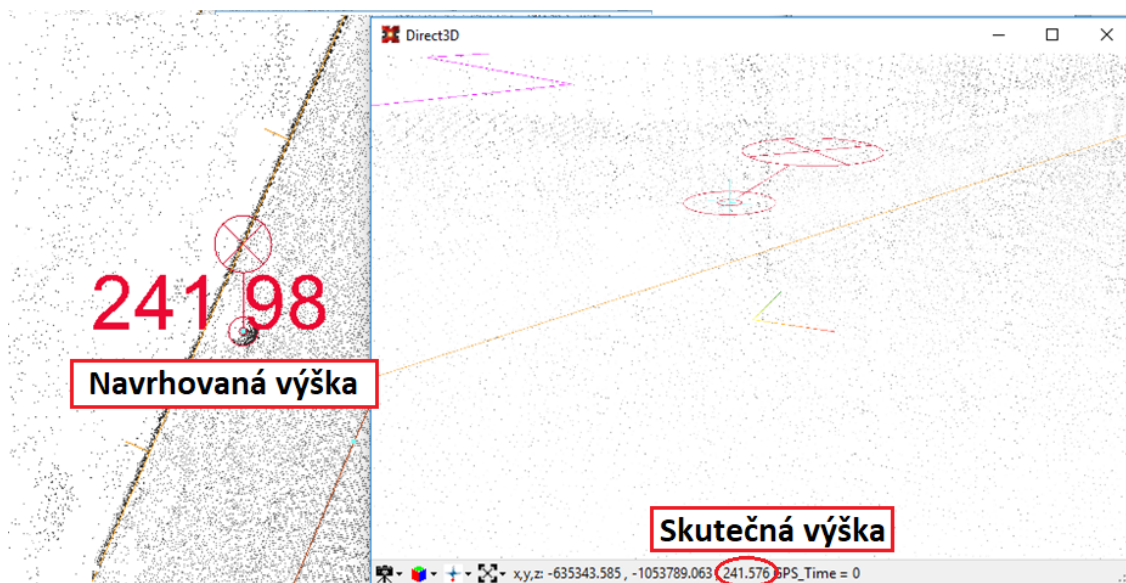 Direct3D
241 98
Navrhovaná výška
Skutečná výška
x,y,z: -635343.585 , -1053789.063 , 241.576 GPS_Time = 0